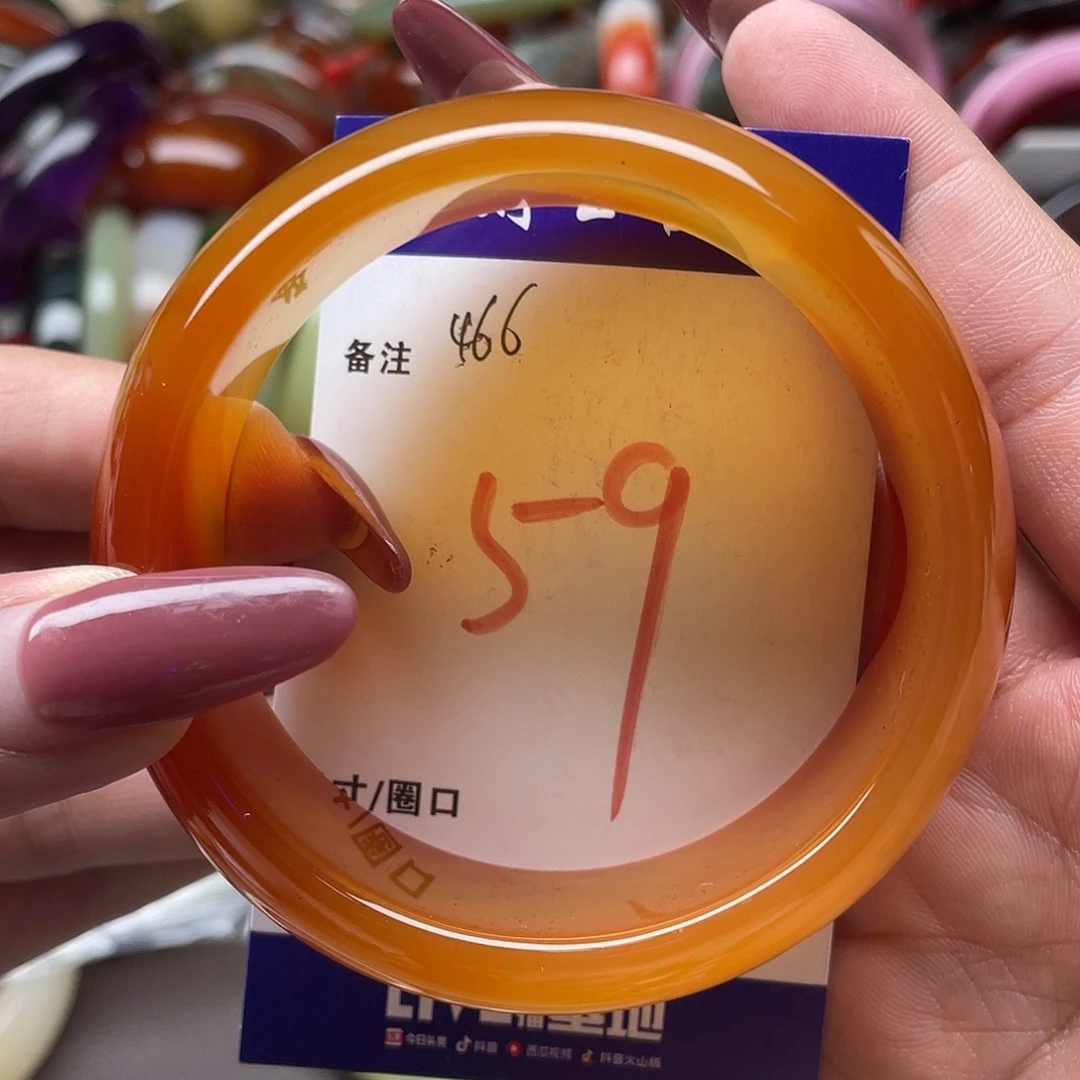 备注 466
5-9
寸/圈口
今日头条 抖音 西瓜视频 抖音火山版